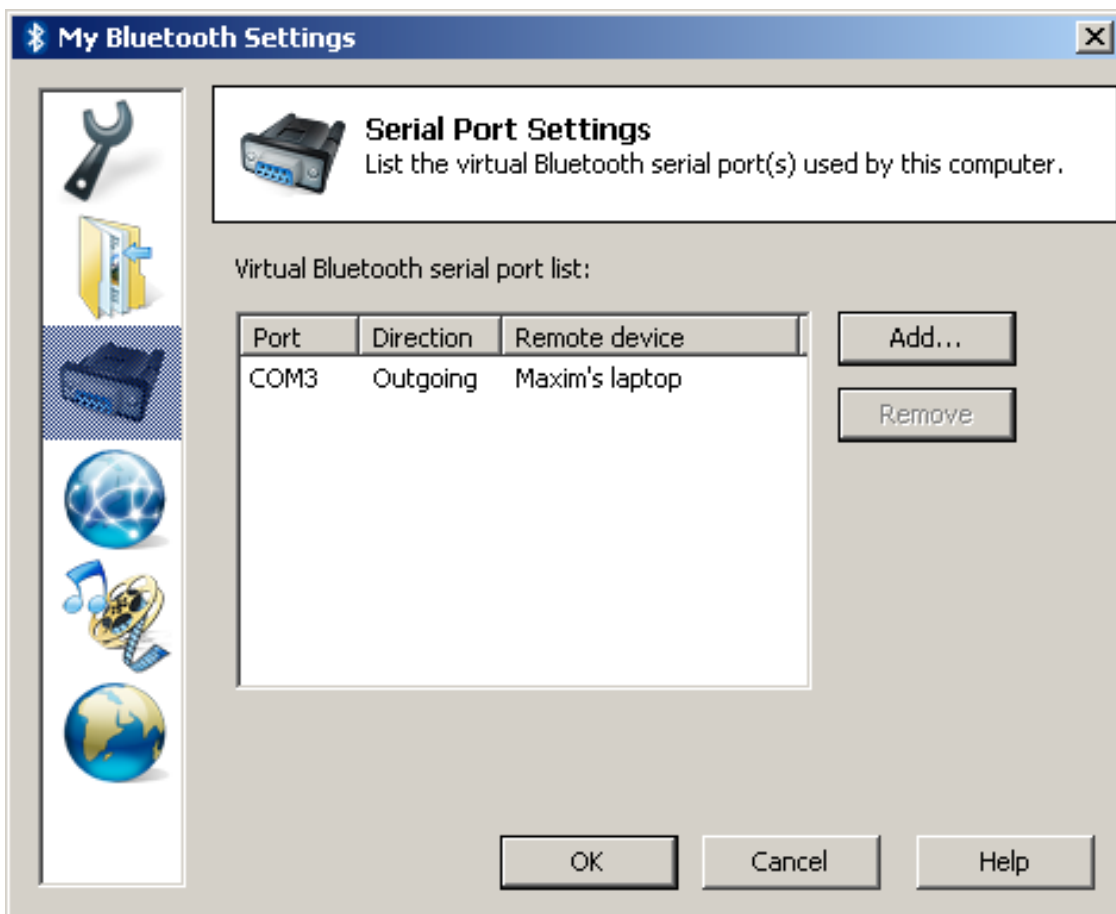 My Bluetooth Settings
Serial Port Settings
List the virtual Bluetooth serial port(s) used by this computer.
Virtual Bluetooth serial port list:
Port Direction Remote device
COM3 Outgoing Maxim's laptop
Add...
Remove
OK Cancel Help